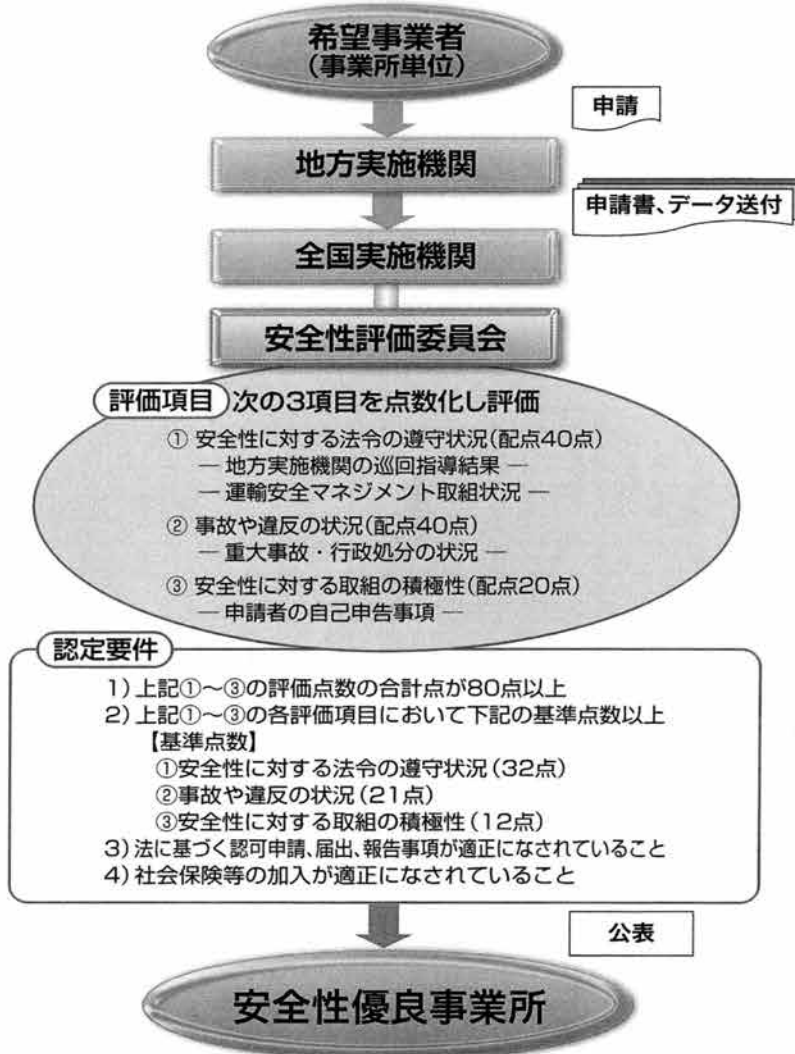 希望事業者
(事業所単位)
申請
地方実施機関
申請書、データ送付
全国実施機関
安全性評価委員会
評価項目 次の3項目を点数化し評価
① 安全性に対する法令の遵守状況(配点40点)
― 地方実施機関の巡回指導結果 ―
― 運輸安全マネジメント取組状況 ―
② 事故や違反の状況(配点40点)
― 重大事故・行政処分の状況 ―
③ 安全性に対する取組の積極性(配点20点)
― 申請者の自己申告事項 ―
認定要件
1)上記①～③の評価点数の合計点が80点以上
2)上記①～③の各評価項目において下記の基準点数以上
【基準点数】
①安全性に対する法令の遵守状況(32点)
②事故や違反の状況(21点)
③安全性に対する取組の積極性(12点)
3)法に基づく認可申請、届出、報告事項が適正になされていること
4)社会保険等の加入が適正になされていること
公表
安全性優良事業所